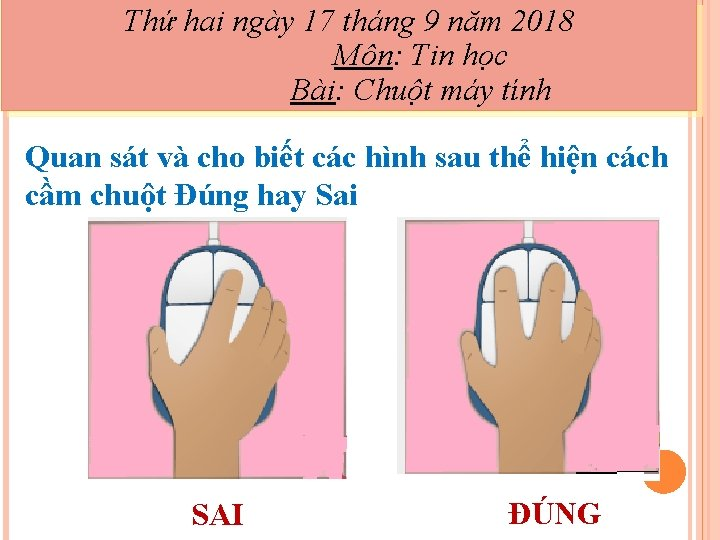 Thứ hai ngày 17 tháng 9 năm 2018
Môn: Tin học
Bài: Chuột máy tính
Quan sát và cho biết các hình sau thể hiện cách
cầm chuột Đúng hay Sai
SAI
ĐÚNG